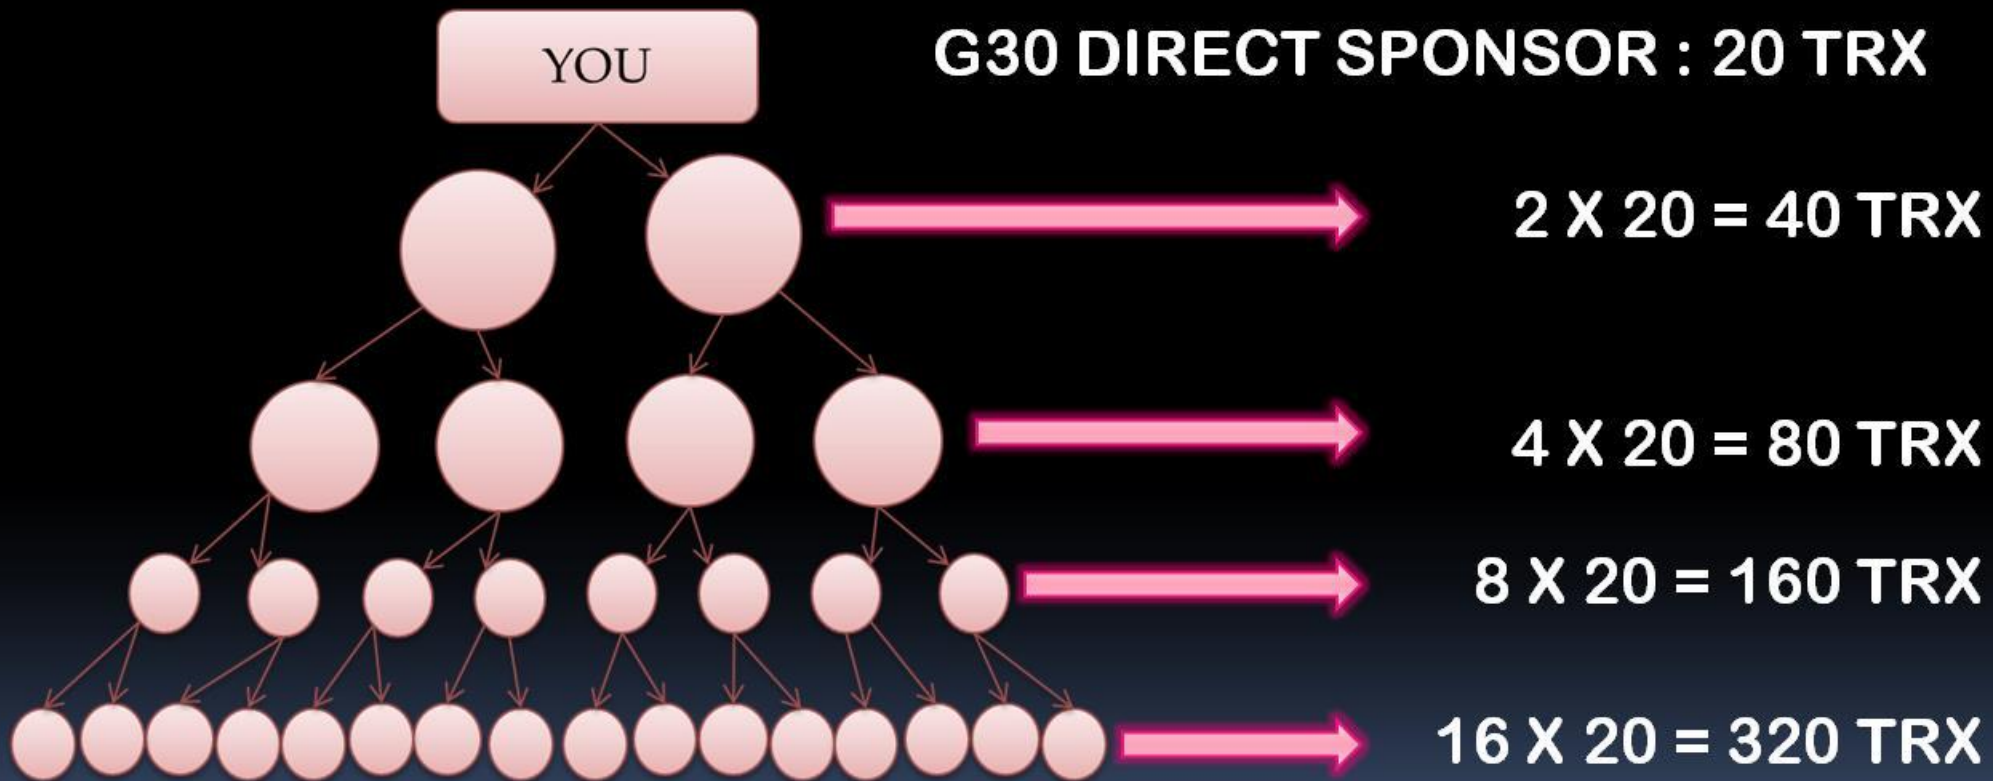 YOU
G30 DIRECT SPONSOR : 20 TRX
2 X 20 = 40 TRX
4 X 20 = 80 TRX
8 X 20 = 160 TRX
16 X 20 = 320 TRX